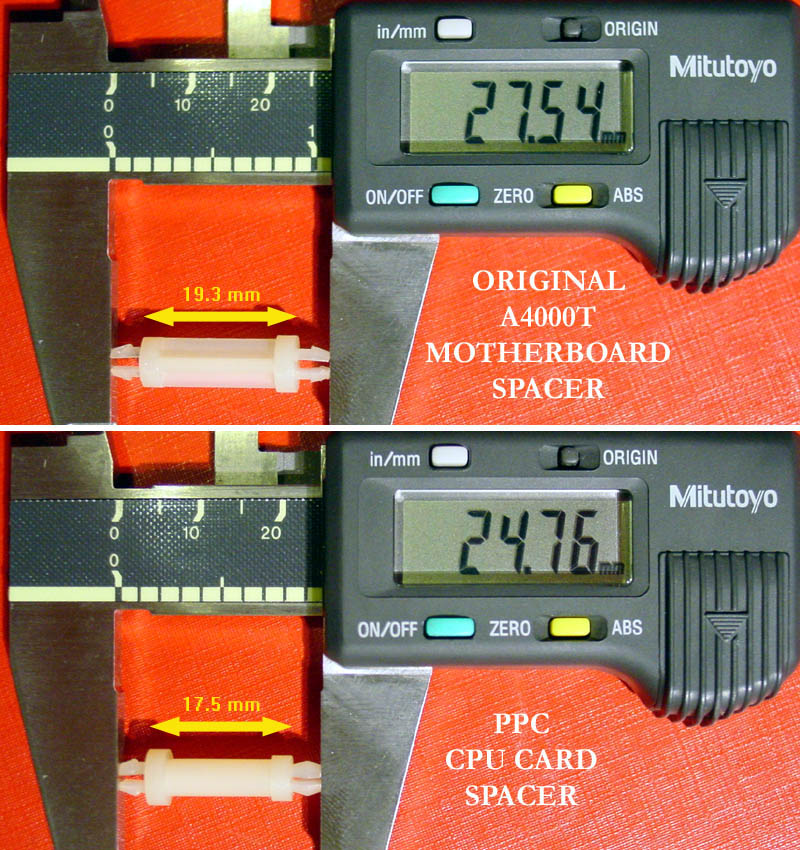 in/mm ORIGIN
Mitutoyo
0 10 20
27.54 mm
0 1
ON/OFF ZERO ABS
19.3 mm
ORIGINAL
A4000T
MOTHERBOARD
SPACER
in/mm ORIGIN
Mitutoyo
0 10 20
24.76 mm
0
ON/OFF ZERO ABS
17.5 mm
PPC
CPU CARD
SPACER